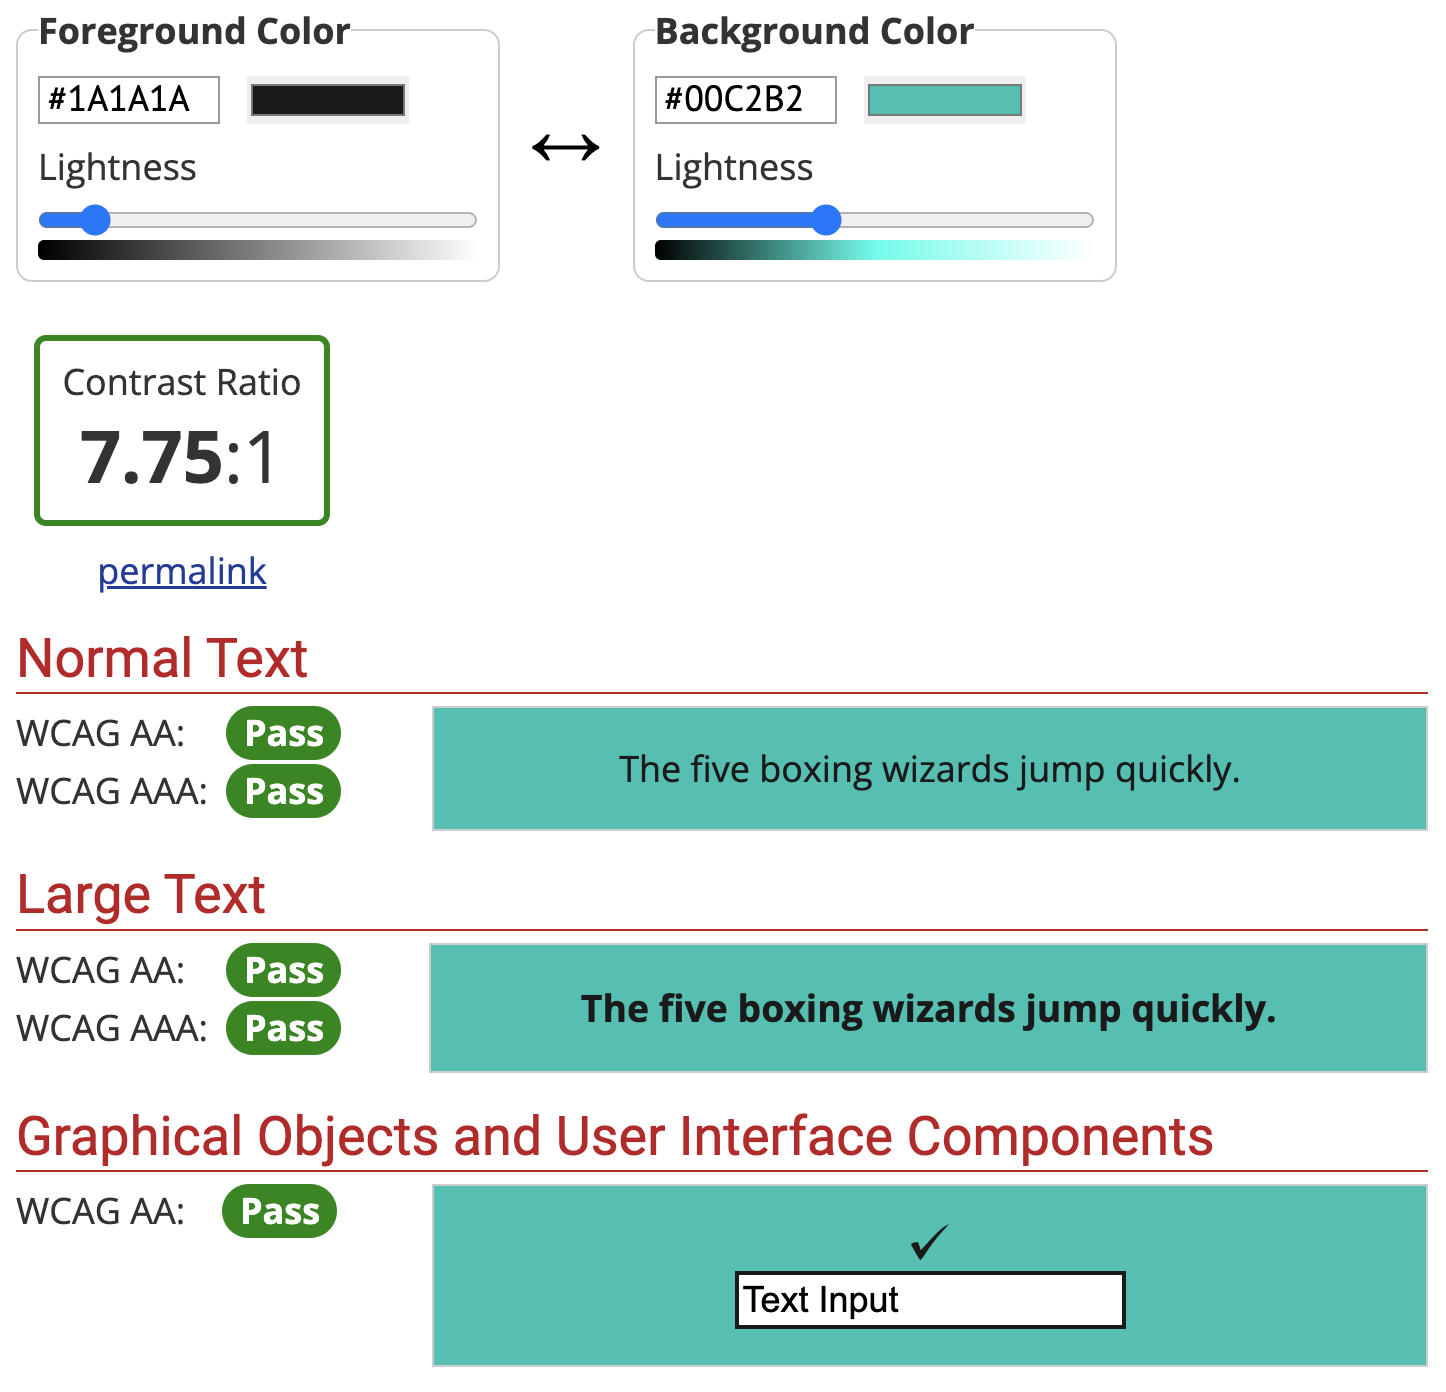 Foreground Color
#1A1A1A
Lightness
Background Color
#00C2B2
Lightness
Contrast Ratio
7.75:1
permalink
Normal Text
WCAG AA: Pass
WCAG AAA: Pass
The five boxing wizards jump quickly.
Large Text
WCAG AA: Pass
WCAG AAA: Pass
The five boxing wizards jump quickly.
Graphical Objects and User Interface Components
WCAG AA: Pass
Text Input